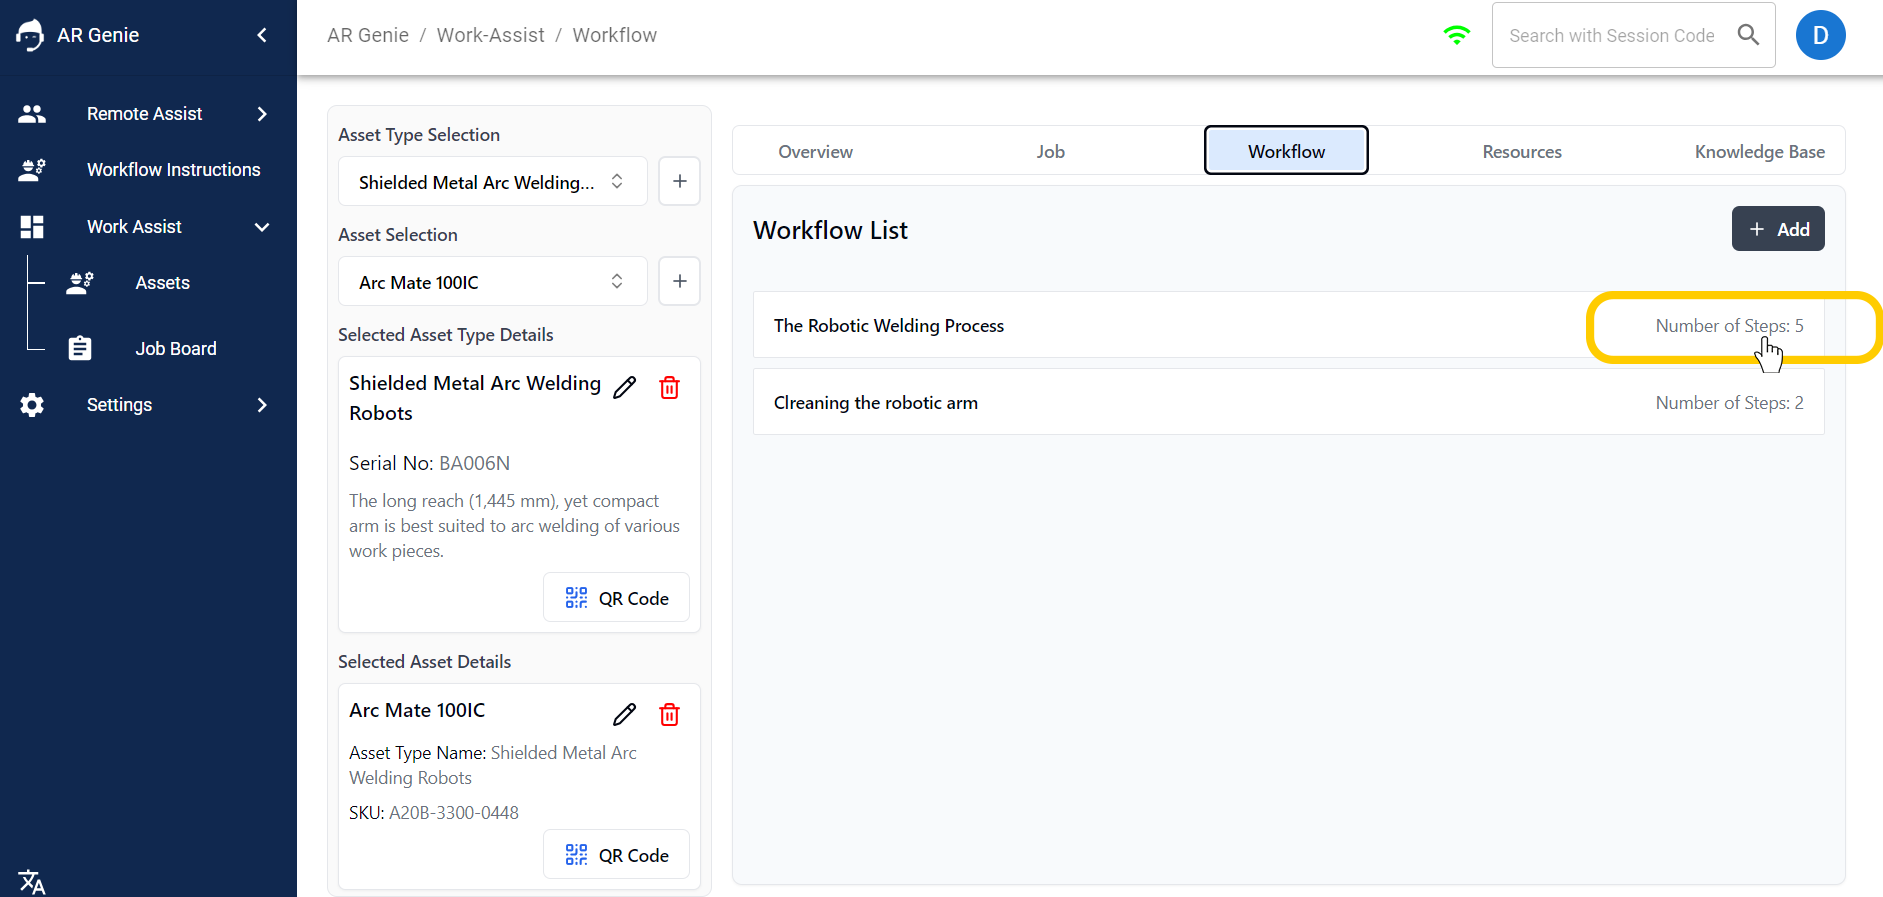 AR Genie
Remote Assist
Workflow Instructions
Work Assist
Assets
Job Board
Settings
AR Genie / Work-Assist / Workflow
Search with Session Code
D
Asset Type Selection
Shielded Metal Arc Welding...
+
Asset Selection
Arc Mate 100IC
+
Selected Asset Type Details
Shielded Metal Arc Welding
Robots
Serial No: BA006N
The long reach (1,445 mm), yet compact
arm is best suited to arc welding of various
work pieces.
QR Code
Selected Asset Details
Arc Mate 100IC
Asset Type Name: Shielded Metal Arc
Welding Robots
SKU: A20B-3300-0448
QR Code
Overview Job Workflow Resources Knowledge Base
Workflow List
+ Add
The Robotic Welding Process Number of Steps: 5
Clreaning the robotic arm Number of Steps: 2